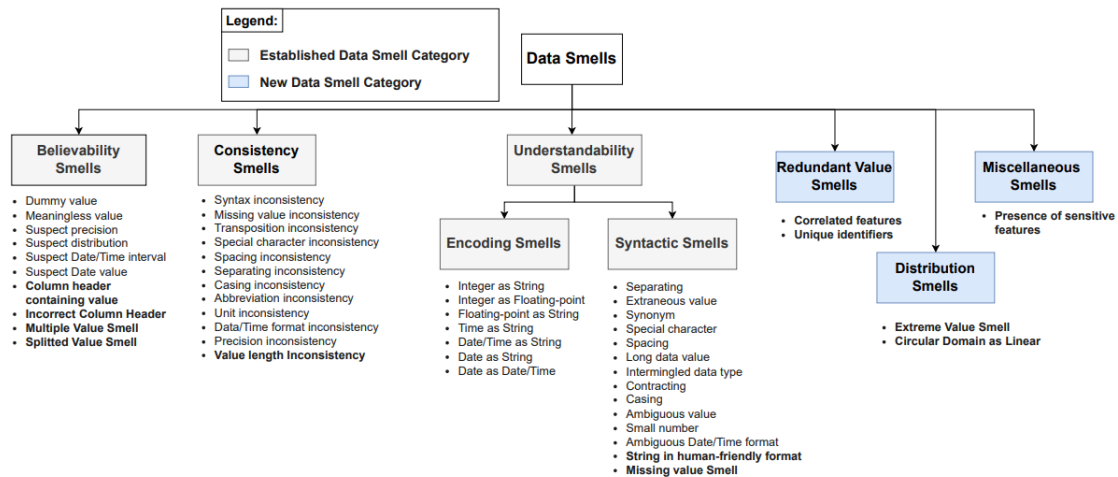 Legend:
Established Data Smell Category
New Data Smell Category
Data Smells
Believability
Smells
Dummy value
Meaningless value
Suspect precision
Suspect distribution
Suspect Date/Time interval
Suspect Date value
Column header
containing value
Incorrect Column Header
Multiple Value Smell
Splitted Value Smell
Consistency
Smells
Syntax inconsistency
Missing value inconsistency
Transposition inconsistency
Special character inconsistency
Spacing inconsistency
Separating inconsistency
Casing inconsistency
Abbreviation inconsistency
Unit inconsistency
Data/Time format inconsistency
Precision inconsistency
Value length Inconsistency
Understandability
Smells
Encoding Smells
Integer as String
Integer as Floating-point
Floating-point as String
Time as String
Date/Time as String
Date as String
Date as Date/Time
Syntactic Smells
Separating
Extraneous value
Synonym
Special character
Spacing
Long data value
Intermingled data type
Contracting
Casing
Ambiguous value
Small number
Ambiguous Date/Time format
String in human-friendly format
Missing value Smell
Redundant Value
Smells
Correlated features
Unique identifiers
Distribution
Smells
Extreme Value Smell
Circular Domain as Linear
Miscellaneous
Smells
Presence of sensitive
features